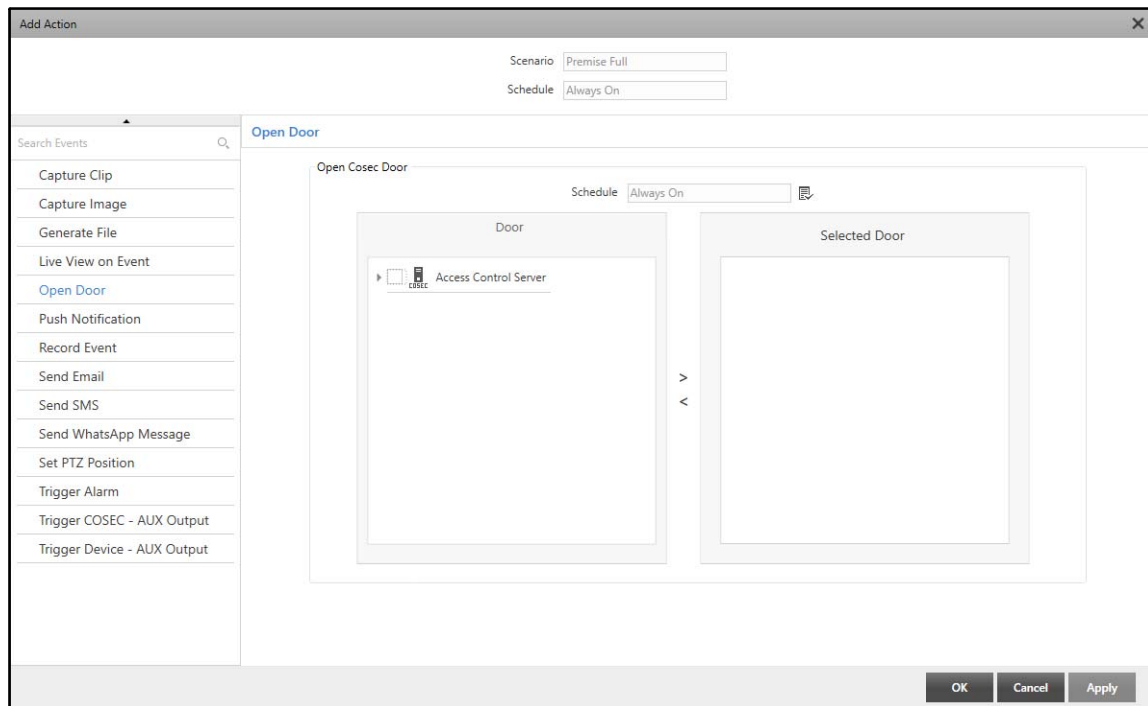 Add Action
Scenario Premise Full
Schedule Always On
Search Events
Capture Clip
Capture Image
Generate File
Live View on Event
Open Door
Push Notification
Record Event
Send Email
Send SMS
Send WhatsApp Message
Set PTZ Position
Trigger Alarm
Trigger COSEC - AUX Output
Trigger Device - AUX Output
Open Door
Open Cosec Door
Schedule Always On
Door
COSEC Access Control Server
>
<
Selected Door
OK Cancel Apply